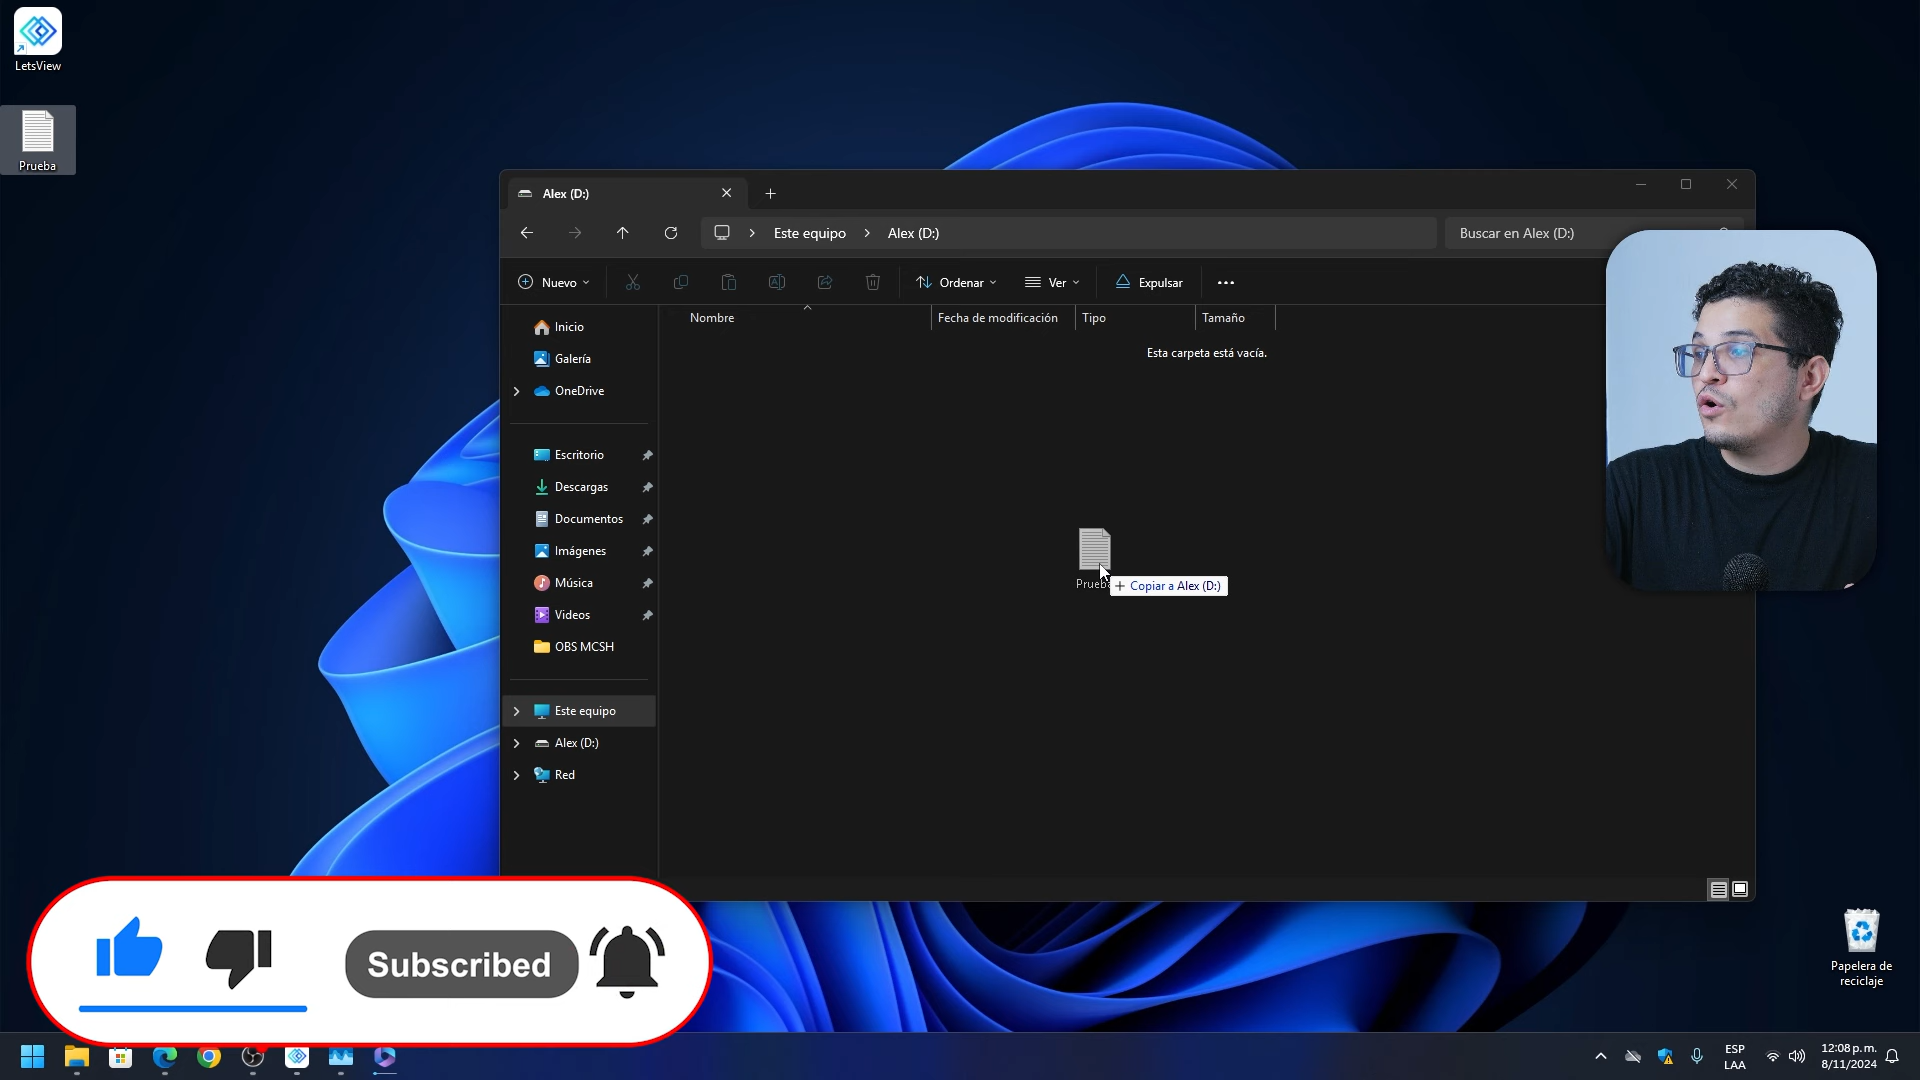 LetsView
Prueba
Alex (D:)
Este equipo
Alex (D:)
Buscar en Alex (D:)
Nuevo
Ordenar
Ver
Expulsar
Nombre
Fecha de modificación
Tipo
Tamaño
Esta carpeta está vacía.
Inicio
Galería
OneDrive
Escritorio
Descargas
Documentos
Imágenes
Música
Videos
OBS MCSH
Este equipo
Alex (D:)
Red
Prueba
+ Copiar a Alex (D:)
Subscribed
Papelera de
reciclaje
ESP
LAA
12:08 p. m.
8/11/2024